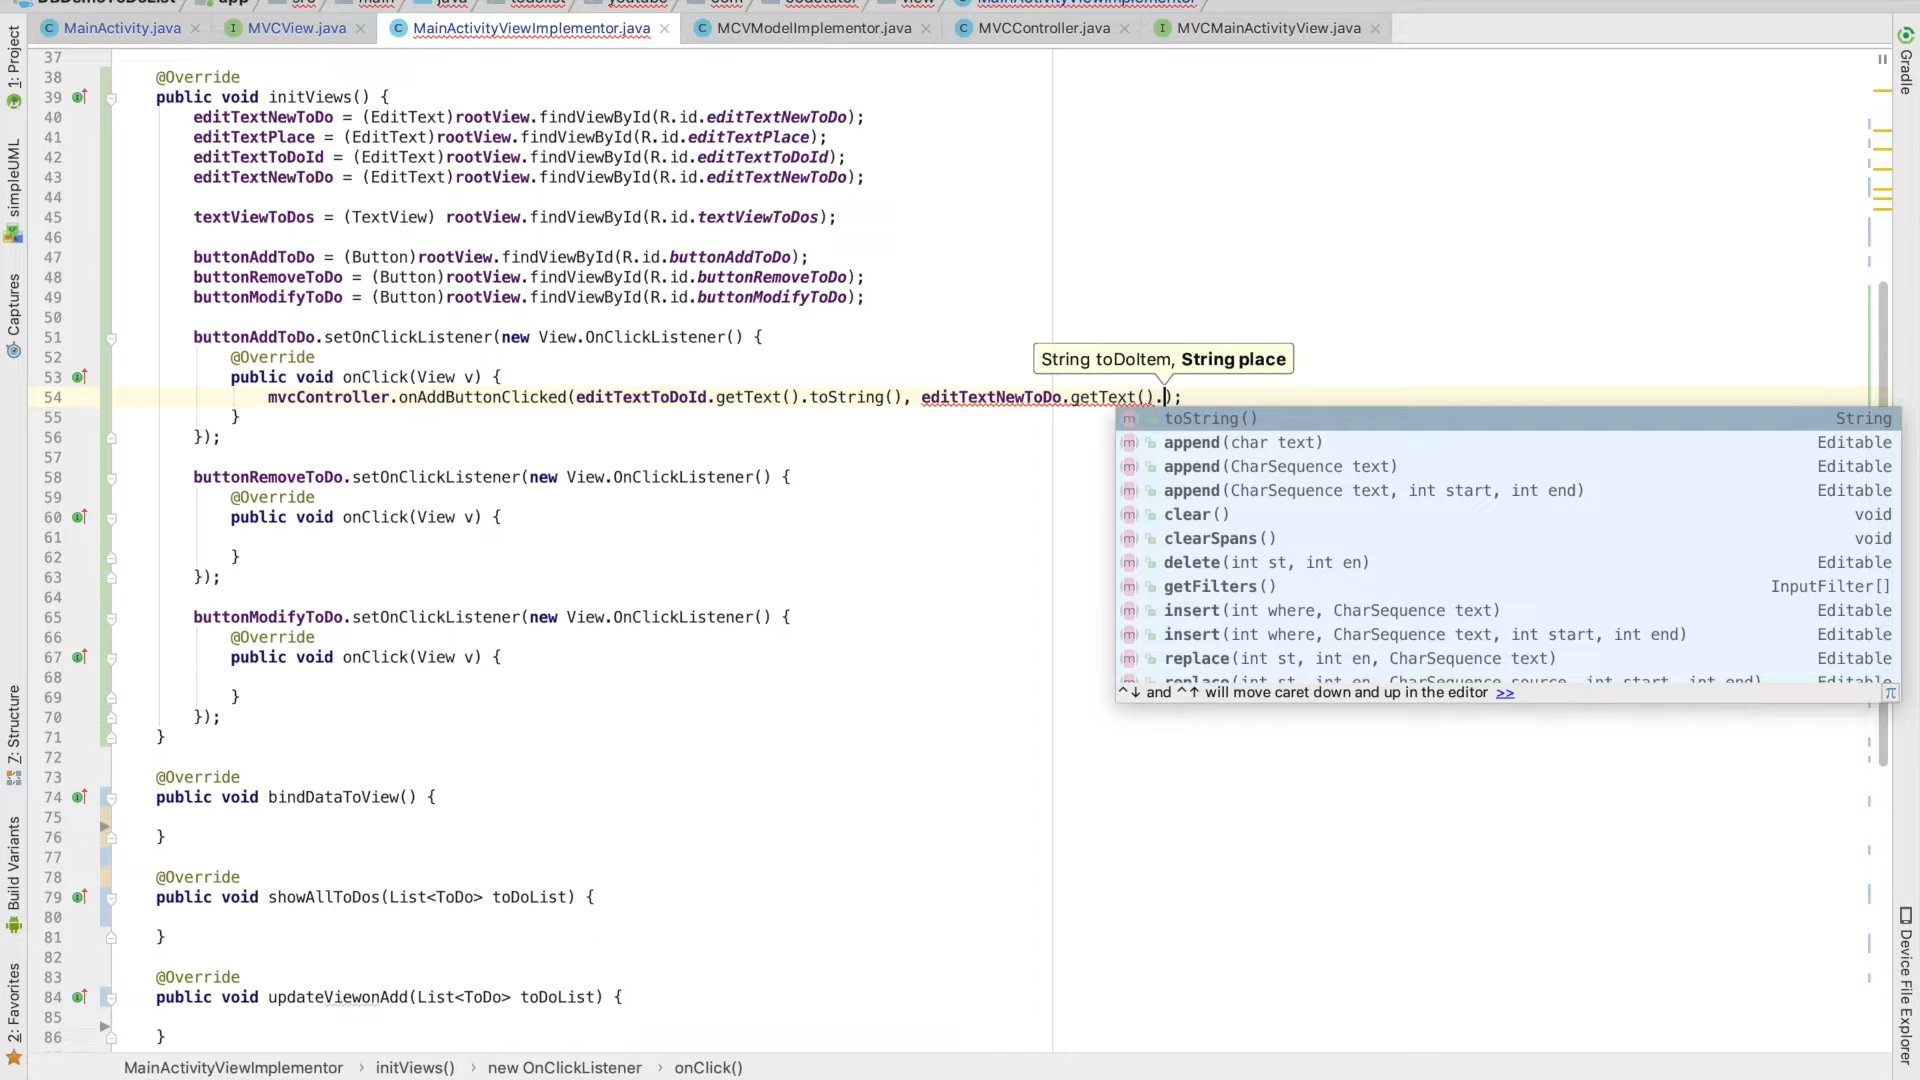 MainActivity.java
MVCView.java
MainActivityViewImplementor.java
MCVModelImplementor.java
MVCController.java
MVCMainActivityView.java
1: Project
simpleUML
Captures
7: Structure
Build Variants
2: Favorites
Gradle
Device File Explorer
37
38 @Override
39 public void initViews() {
40 editTextNewToDo = (EditText)rootView.findViewById(R.id.editTextNewToDo);
41 editTextPlace = (EditText)rootView.findViewById(R.id.editTextPlace);
42 editTextToDoId = (EditText)rootView.findViewById(R.id.editTextToDoId);
43 editTextNewToDo = (EditText)rootView.findViewById(R.id.editTextNewToDo);
44
45 textViewToDos = (TextView) rootView.findViewById(R.id.textViewToDos);
46
47 buttonAddToDo = (Button)rootView.findViewById(R.id.buttonAddToDo);
48 buttonRemoveToDo = (Button)rootView.findViewById(R.id.buttonRemoveToDo);
49 buttonModifyToDo = (Button)rootView.findViewById(R.id.buttonModifyToDo);
50
51 buttonAddToDo.setOnClickListener(new View.OnClickListener() {
String toDoItem, String place
52 @Override
53 public void onClick(View v) {
54 mvcController.onAddButtonClicked(editTextToDoId.getText().toString(), editTextNewToDo.getText().);
55 }
56 });
57
58 buttonRemoveToDo.setOnClickListener(new View.OnClickListener() {
59 @Override
60 public void onClick(View v) {
61
62 }
63 });
64
65 buttonModifyToDo.setOnClickListener(new View.OnClickListener() {
66 @Override
67 public void onClick(View v) {
68
69 }
70 });
71 }
72
73 @Override
74 public void bindDataToView() {
75
76 }
77
78 @Override
79 public void showAllToDos(List<ToDo> toDoList) {
80
81 }
82
83 @Override
84 public void updateViewonAdd(List<ToDo> toDoList) {
85
86 }
toString() String
append(char text) Editable
append(CharSequence text) Editable
append(CharSequence text, int start, int end) Editable
clear() void
clearSpans() void
delete(int st, int en) Editable
getFilters() InputFilter[]
insert(int where, CharSequence text) Editable
insert(int where, CharSequence text, int start, int end) Editable
replace(int st, int en, CharSequence text) Editable
replace(int st, int en, CharSequence source, int start, int end) Editable
^↓ and ^↑ will move caret down and up in the editor >>
π
MainActivityViewImplementor › initViews() › new OnClickListener › onClick()